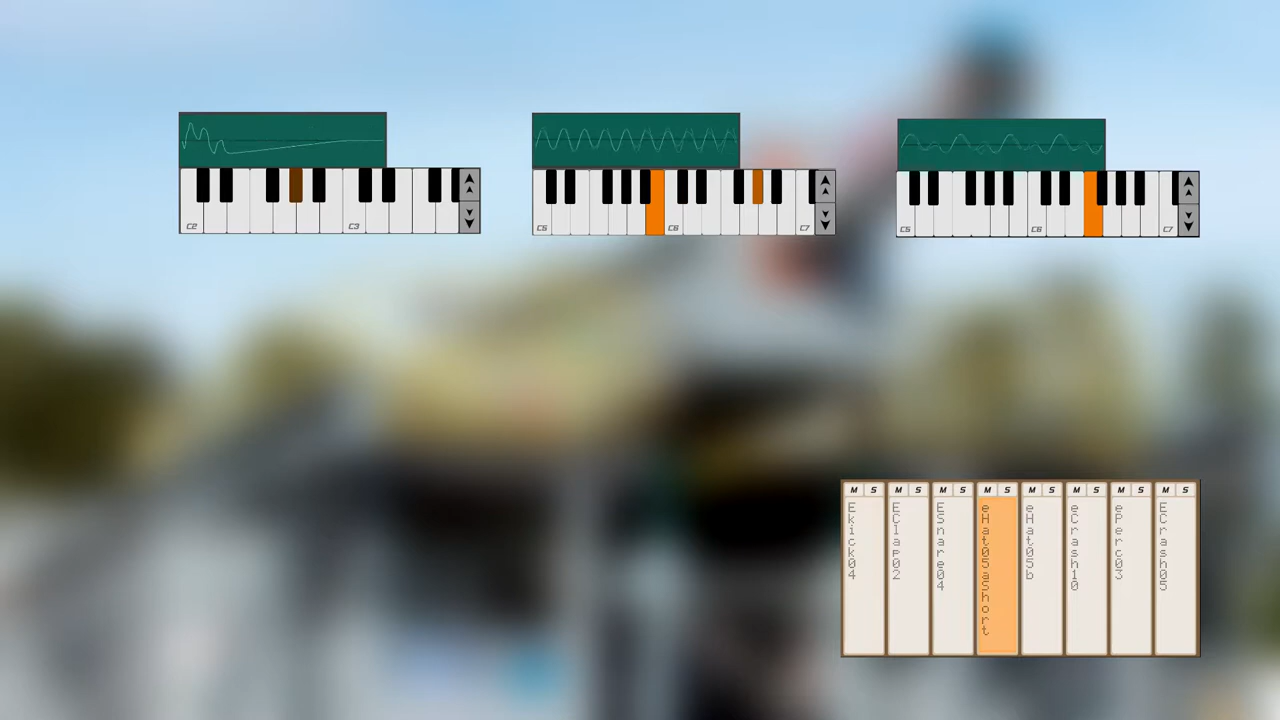 C2 C3
C5 C6 C7
C5 C6 C7
M S M S M S M S M S M S M S M S
Ekick04
EClap02
ESnare04
eHat05aShort
eHat05b
eCrash10
ePerc03
ECrash05